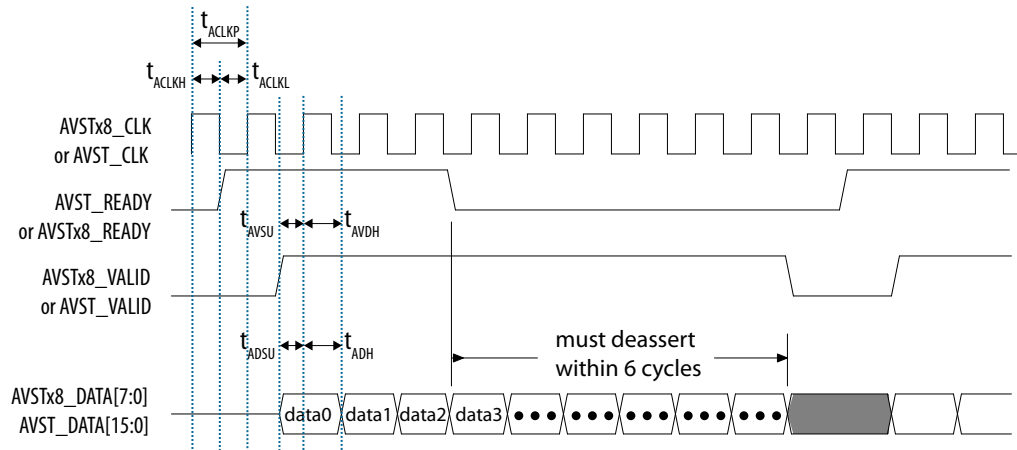 tACLKP
tACLKH
tACLKL
AVSTx8_CLK
or AVST_CLK
AVST_READY
or AVSTx8_READY
tAVSU
tAVDH
AVSTx8_VALID
or AVST_VALID
tADSU
tADH
must deassert
within 6 cycles
AVSTx8_DATA[7:0]
AVST_DATA[15:0]
data0 data1 data2 data3